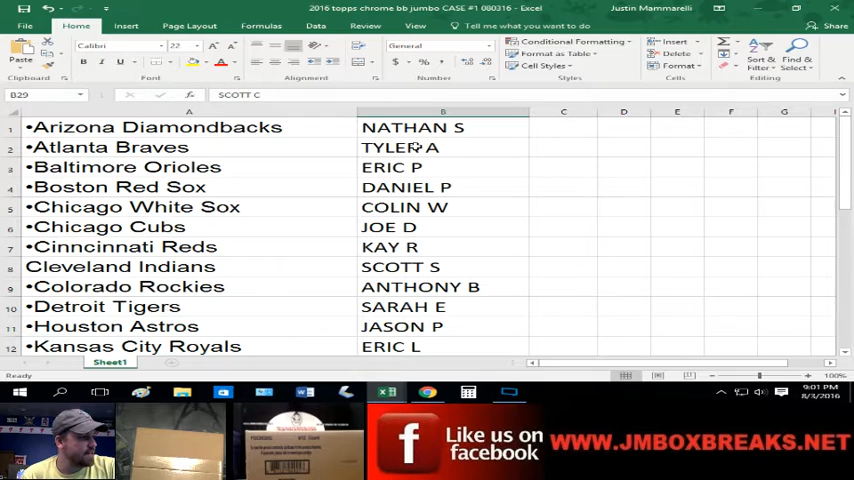 2016 topps chrome bb jumbo CASE #1 080316 - Excel
Justin Mammarelli
File Home Insert Page Layout Formulas Data Review View Tell me what you want to do
Share
Paste
Calibri 22
General
Conditional Formatting
Format as Table
Cell Styles
Insert
Delete
Format
Sort & Filter
Find & Select
Clipboard Font Alignment Number Styles Cells Editing
B29 SCOTT C
A B C D E F G H
1 •Arizona Diamondbacks NATHAN S
2 •Atlanta Braves TYLER A
3 •Baltimore Orioles ERIC P
4 •Boston Red Sox DANIEL P
5 •Chicago White Sox COLIN W
6 •Chicago Cubs JOE D
7 •Cinncinnati Reds KAY R
8 Cleveland Indians SCOTT S
9 •Colorado Rockies ANTHONY B
10 •Detroit Tigers SARAH E
11 •Houston Astros JASON P
12 •Kansas City Royals ERIC L
Sheet1
Ready
100%
9:01 PM
8/3/2016
Like us on
facebook
WWW.JMBOXBREAKS.NET